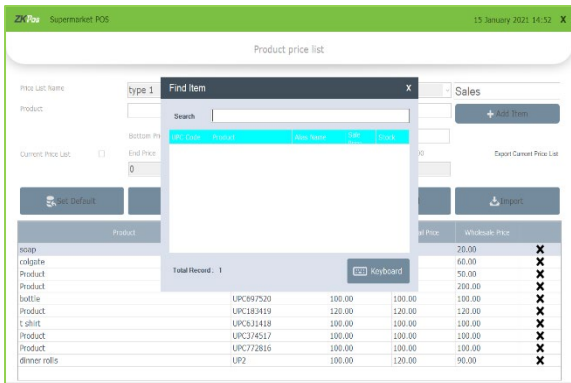 ZKPos Supermarket POS 15 January 2021 14:52 X
Product price list
Price List Name type 1 Sales
Product + Add Item
Bottom Pri
Current Price List End Price Export Current Price List
0
Set Default Import
Find Item X
Search
UPC Code Product Alias Name Sale Price Stock
Total Record : 1 Keyboard
Product Wholesale Price
soap 20.00
colgate 60.00
Product 50.00
Product 200.00
bottle UPC697520 100.00 100.00 100.00
Product UPC183419 120.00 120.00 120.00
t shirt UPC631418 100.00 100.00 100.00
Product UPC374517 100.00 100.00 100.00
Product UPC772816 100.00 100.00 100.00
dinner rolls UP2 100.00 120.00 90.00